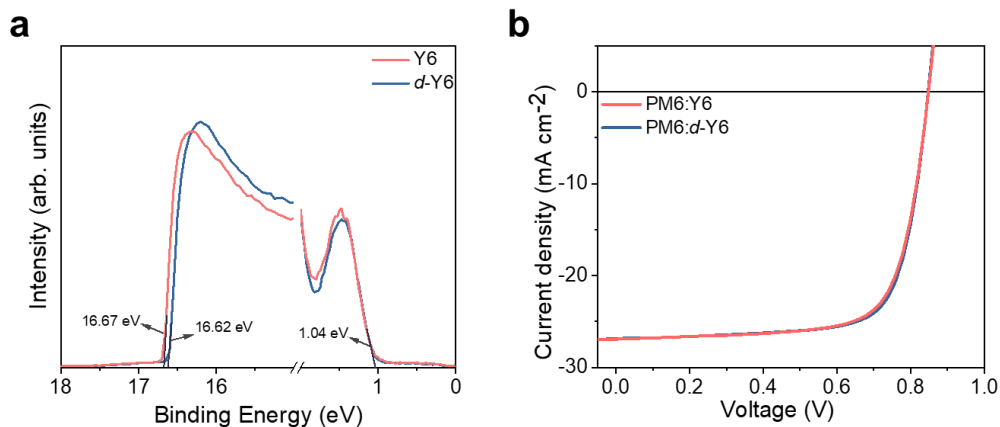 a
Y6
d-Y6
Intensity (arb. units)
16.67 eV
16.62 eV
1.04 eV
18
16
16
1
0
Binding Energy (eV)
b
PM6:Y6
PM6:d-Y6
Current density (mA cm-2)
0
-10
-20
-30
0.0
0.2
0.4
0.6
0.8
1.0
Voltage (V)